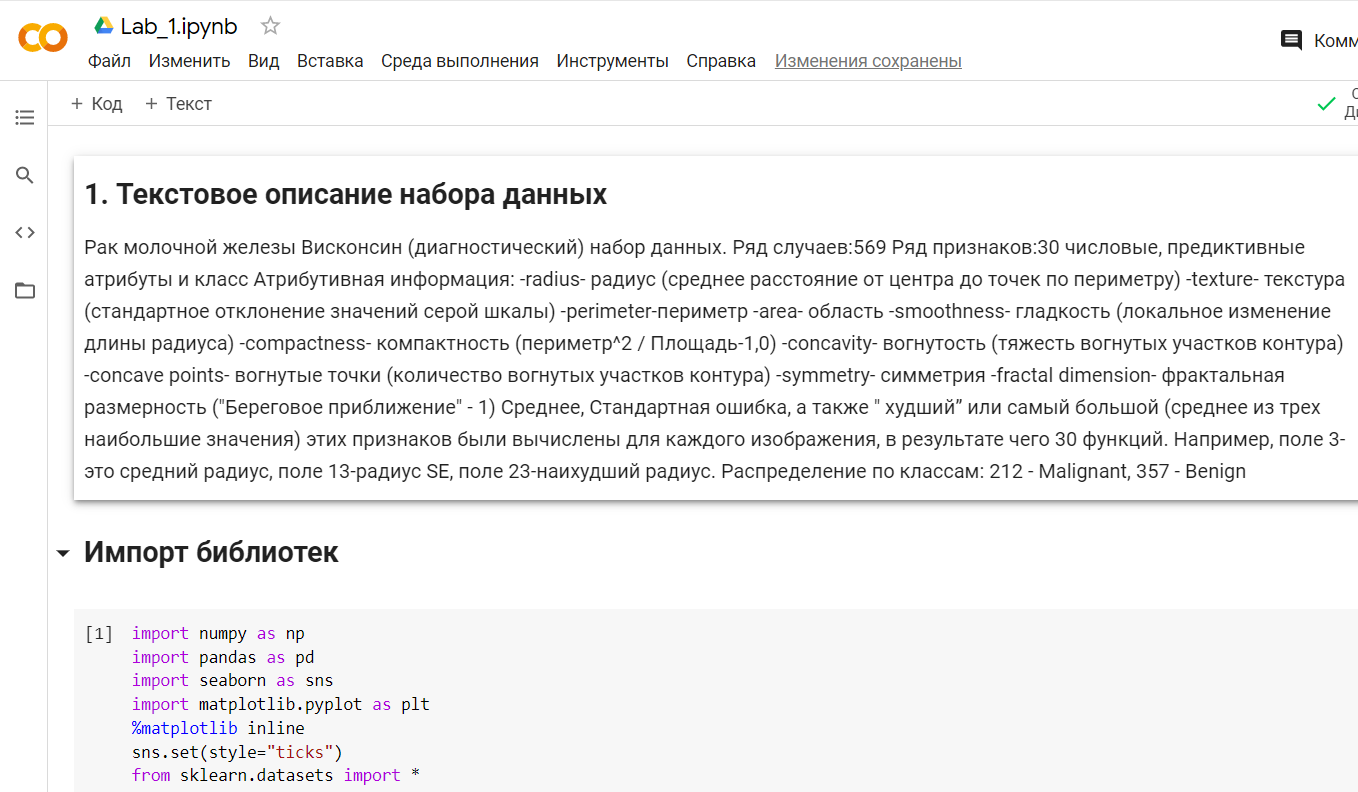 Lab_1.ipynb
Файл Изменить Вид Вставка Среда выполнения Инструменты Справка Изменения сохранены
+ Код + Текст
1. Текстовое описание набора данных
Рак молочной железы Висконсин (диагностический) набор данных. Ряд случаев:569 Ряд признаков:30 числовые, предиктивные
атрибуты и класс Атрибутивная информация: -radius- радиус (среднее расстояние от центра до точек по периметру) -texture- текстура
(стандартное отклонение значений серой шкалы) -perimeter-периметр -area- область -smoothness- гладкость (локальное изменение
длины радиуса) -compactness- компактность (периметр^2 / Площадь-1,0) -concavity- вогнутость (тяжесть вогнутых участков контура)
-concave points- вогнутые точки (количество вогнутых участков контура) -symmetry- симметрия -fractal dimension- фрактальная
размерность ("Береговое приближение" - 1) Среднее, Стандартная ошибка, а также " худший” или самый большой (среднее из трех
наибольшие значения) этих признаков были вычислены для каждого изображения, в результате чего 30 функций. Например, поле 3-
это средний радиус, поле 13-радиус SE, поле 23-наихудший радиус. Распределение по классам: 212 - Malignant, 357 - Benign
Импорт библиотек
[1] import numpy as np
import pandas as pd
import seaborn as sns
import matplotlib.pyplot as plt
%matplotlib inline
sns.set(style="ticks")
from sklearn.datasets import *